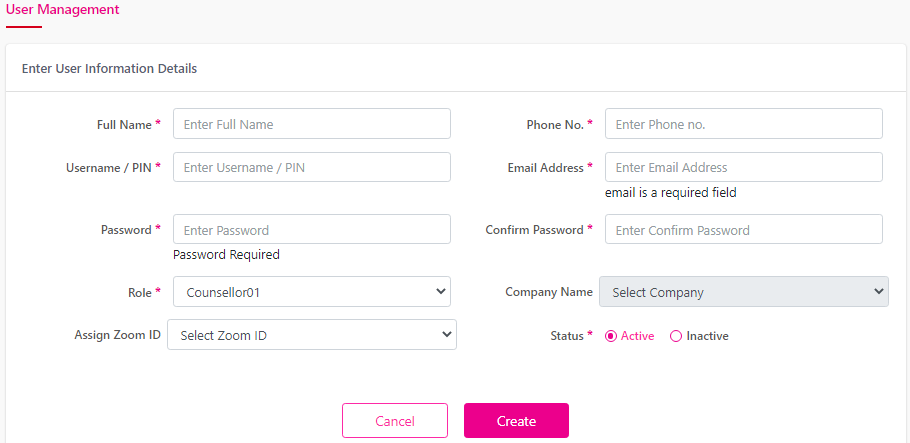 User Management
Enter User Information Details
Full Name * Enter Full Name Phone No. * Enter Phone no.
Username / PIN * Enter Username / PIN Email Address * Enter Email Address
email is a required field
Password * Enter Password Confirm Password * Enter Confirm Password
Password Required
Role * Counsellor01 Company Name Select Company
Assign Zoom ID Select Zoom ID Status * Active Inactive
Cancel Create